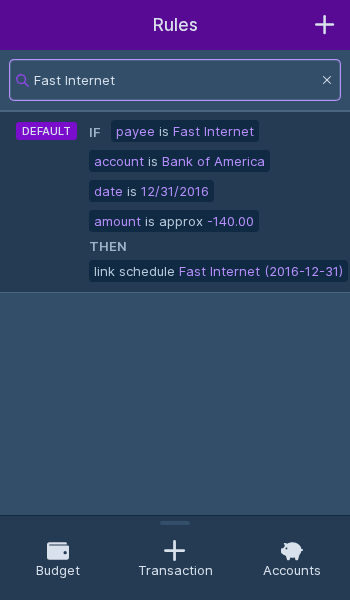 Rules
Fast Internet
DEFAULT IF payee is Fast Internet
account is Bank of America
date is 12/31/2016
amount is approx -140.00
THEN
link schedule Fast Internet (2016-12-31)
Budget Transaction Accounts